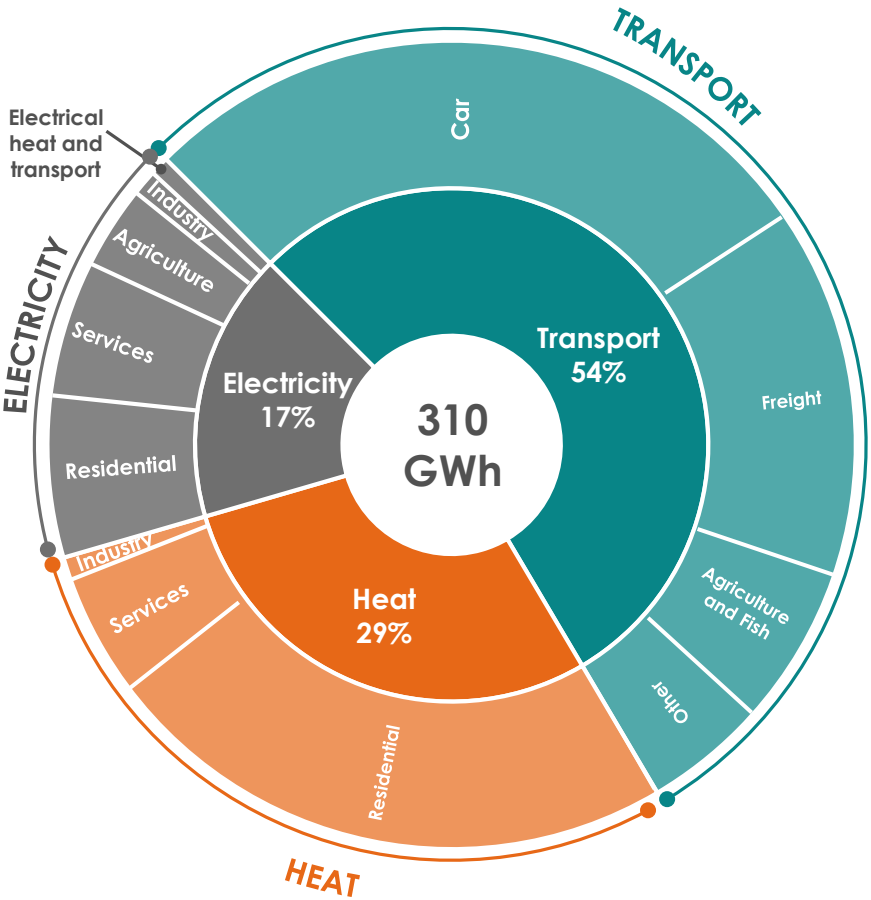 TRANSPORT
Car
Electrical
heat and
transport
Industry
Agriculture
Services
Residential
ELECTRICITY
Transport
54%
Electricity
17%
310
GWh
Freight
Agriculture
and Fish
Other
Heat
29%
Industry
Services
Residential
HEAT